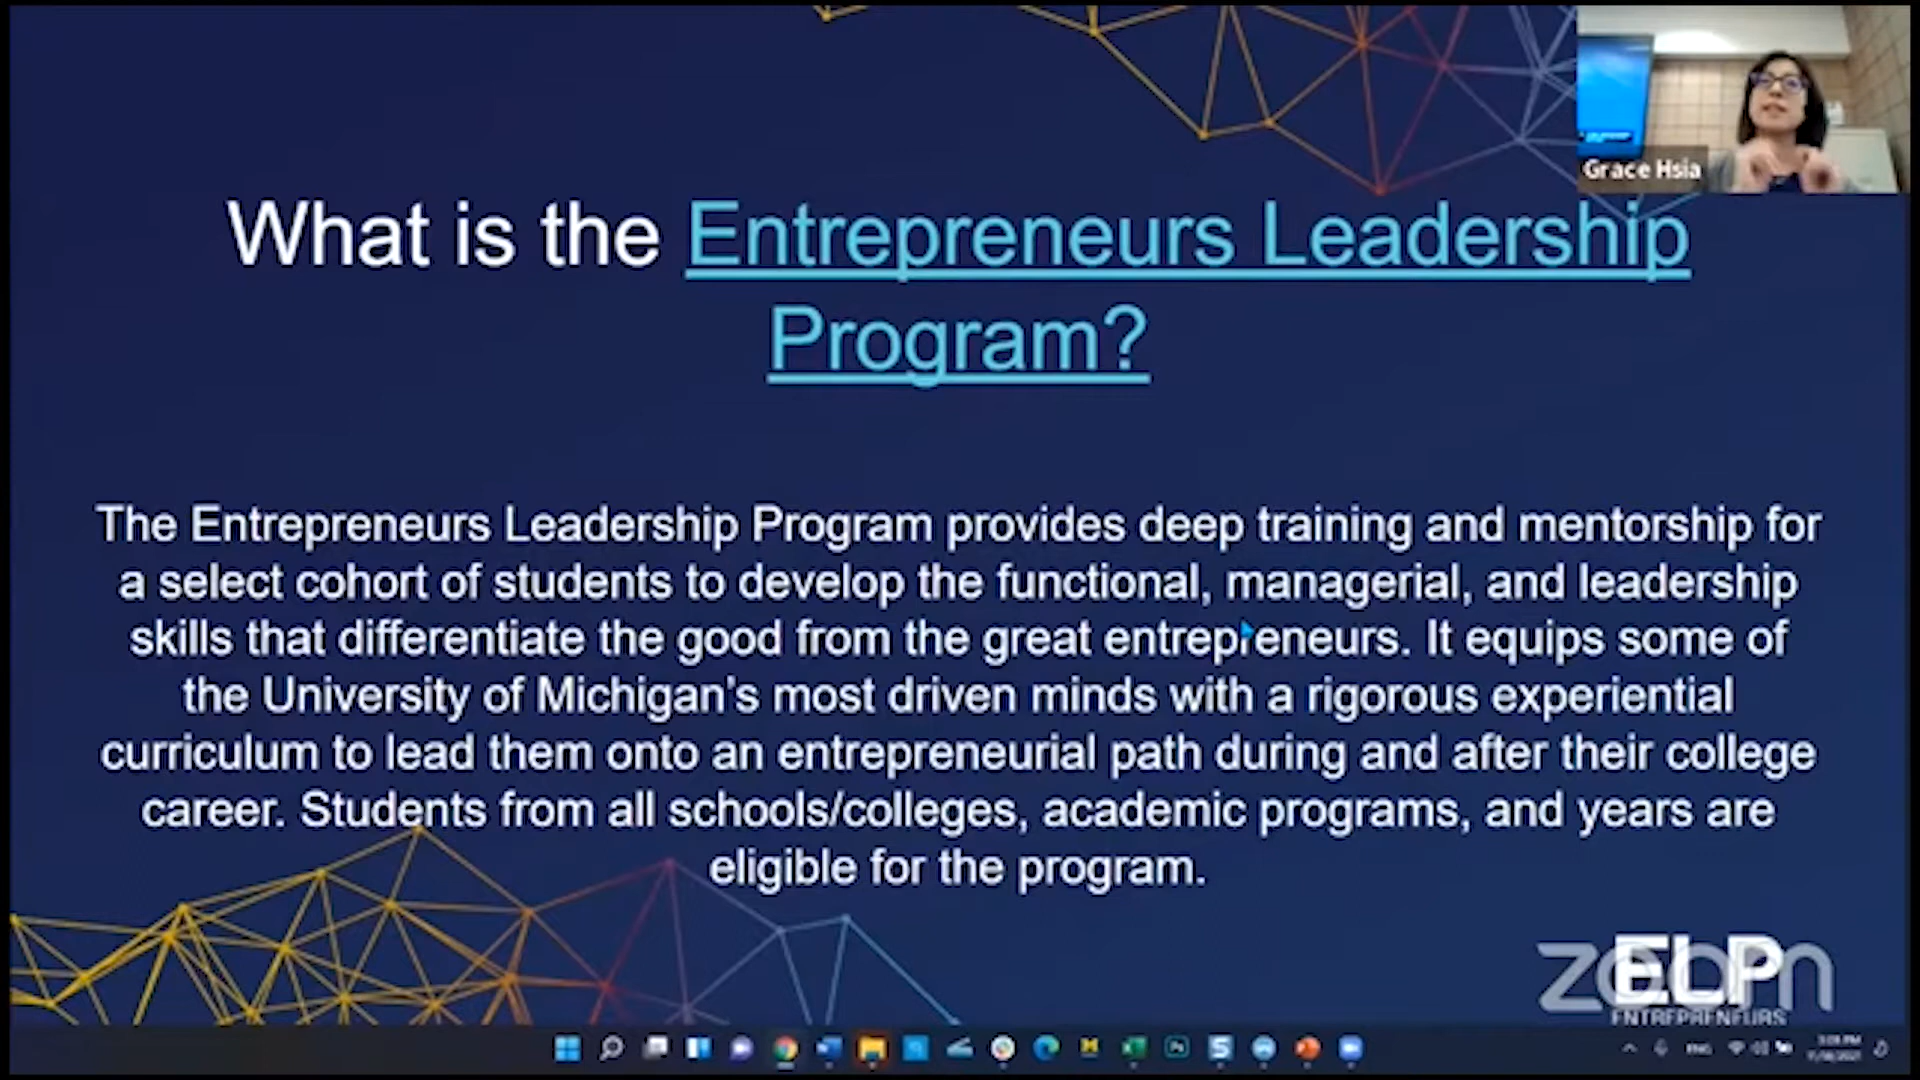 Grace Hsia
What is the Entrepreneurs Leadership
Program?
The Entrepreneurs Leadership Program provides deep training and mentorship for
a select cohort of students to develop the functional, managerial, and leadership
skills that differentiate the good from the great entrepreneurs. It equips some of
the University of Michigan's most driven minds with a rigorous experiential
curriculum to lead them onto an entrepreneurial path during and after their college
career. Students from all schools/colleges, academic programs, and years are
eligible for the program.
zoom
ELP
ENTREPRENEURS
ENG